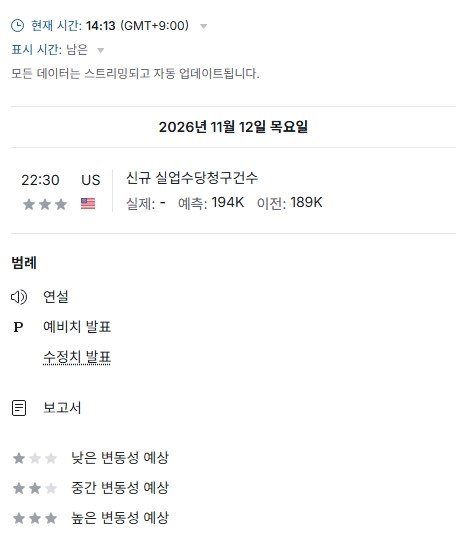 현재 시간: 14:13 (GMT+9:00)
표시 시간: 남은
모든 데이터는 스트리밍되고 자동 업데이트됩니다.
2026년 11월 12일 목요일
22:30 US 신규 실업수당청구건수
실제: - 예측: 194K 이전: 189K
범례
연설
P 예비치 발표
수정치 발표
보고서
낮은 변동성 예상
중간 변동성 예상
높은 변동성 예상